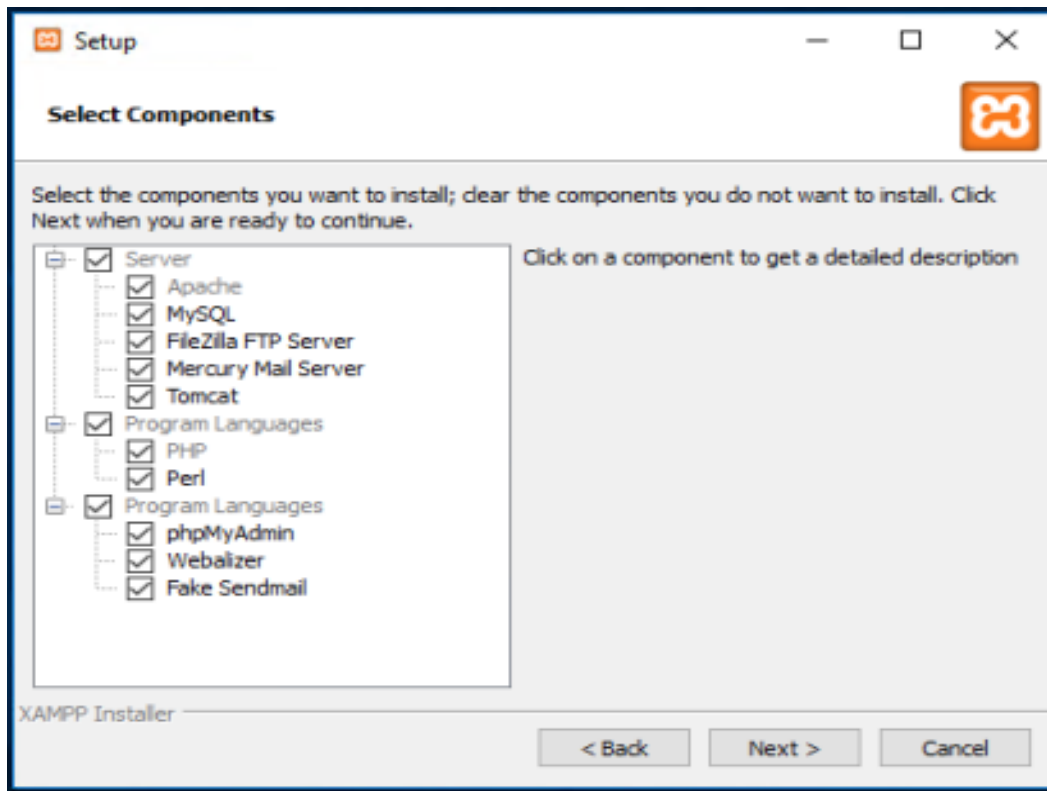 Setup
Select Components
Select the components you want to install; clear the components you do not want to install. Click
Next when you are ready to continue.
Server
Apache
MySQL
FileZilla FTP Server
Mercury Mail Server
Tomcat
Program Languages
PHP
Perl
Program Languages
phpMyAdmin
Webalizer
Fake Sendmail
Click on a component to get a detailed description
XAMPP Installer
< Back
Next >
Cancel